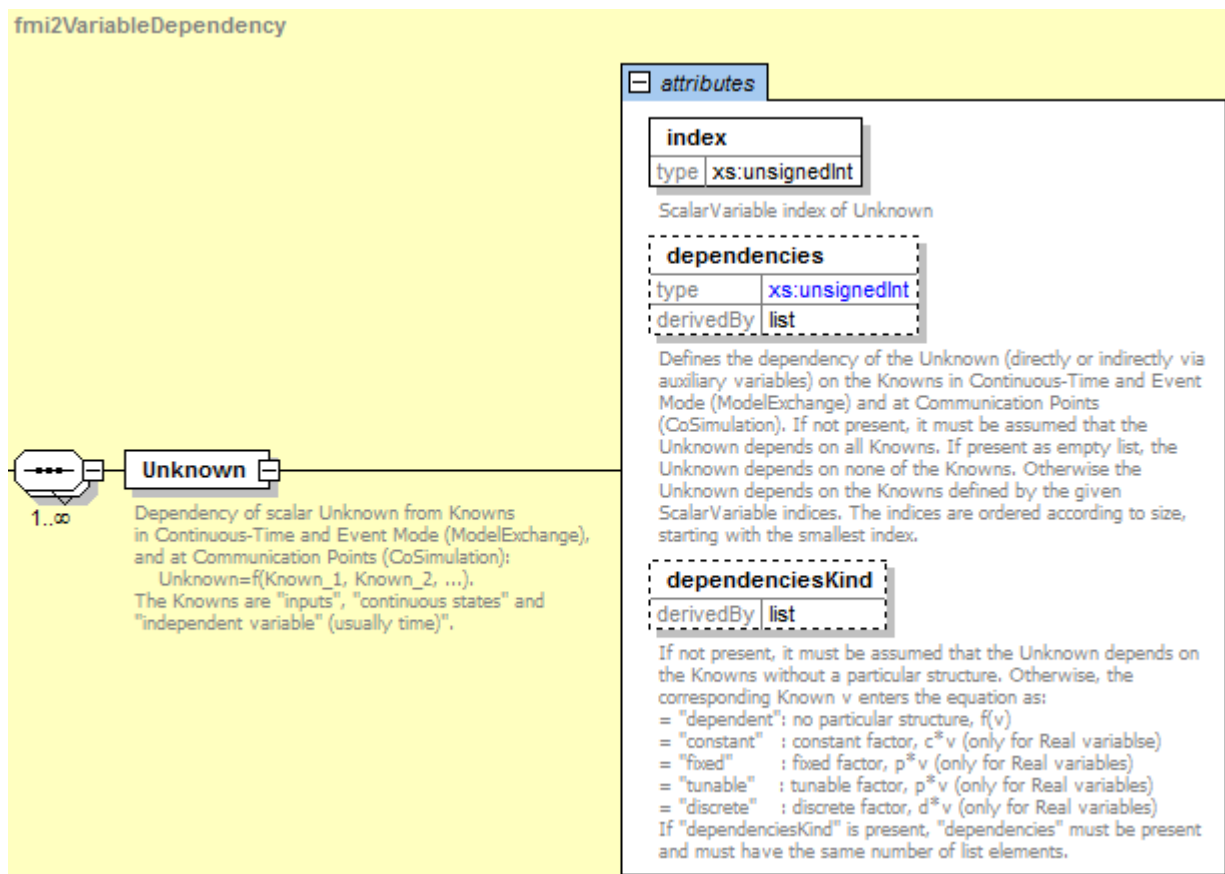 fmi2VariableDependency
attributes
index
type xs:unsignedInt
ScalarVariable index of Unknown
dependencies
type xs:unsignedInt
derivedBy list
Defines the dependency of the Unknown (directly or indirectly via
auxiliary variables) on the Knowns in Continuous-Time and Event
Mode (ModelExchange) and at Communication Points
(CoSimulation). If not present, it must be assumed that the
Unknown depends on all Knowns. If present as empty list, the
Unknown depends on none of the Knowns. Otherwise the
Unknown depends on the Knowns defined by the given
ScalarVariable indices. The indices are ordered according to size,
starting with the smallest index.
Unknown
1..∞
Dependency of scalar Unknown from Knowns
in Continuous-Time and Event Mode (ModelExchange),
and at Communication Points (CoSimulation):
Unknown=f(Known_1, Known_2, ...).
The Knowns are "inputs", "continuous states" and
"independent variable" (usually time)".
dependenciesKind
derivedBy list
If not present, it must be assumed that the Unknown depends on
the Knowns without a particular structure. Otherwise, the
corresponding Known v enters the equation as:
= "dependent": no particular structure, f(v)
= "constant" : constant factor, c*v (only for Real variablse)
= "fixed" : fixed factor, p*v (only for Real variables)
= "tunable" : tunable factor, p*v (only for Real variables)
= "discrete" : discrete factor, d*v (only for Real variables)
If "dependenciesKind" is present, "dependencies" must be present
and must have the same number of list elements.